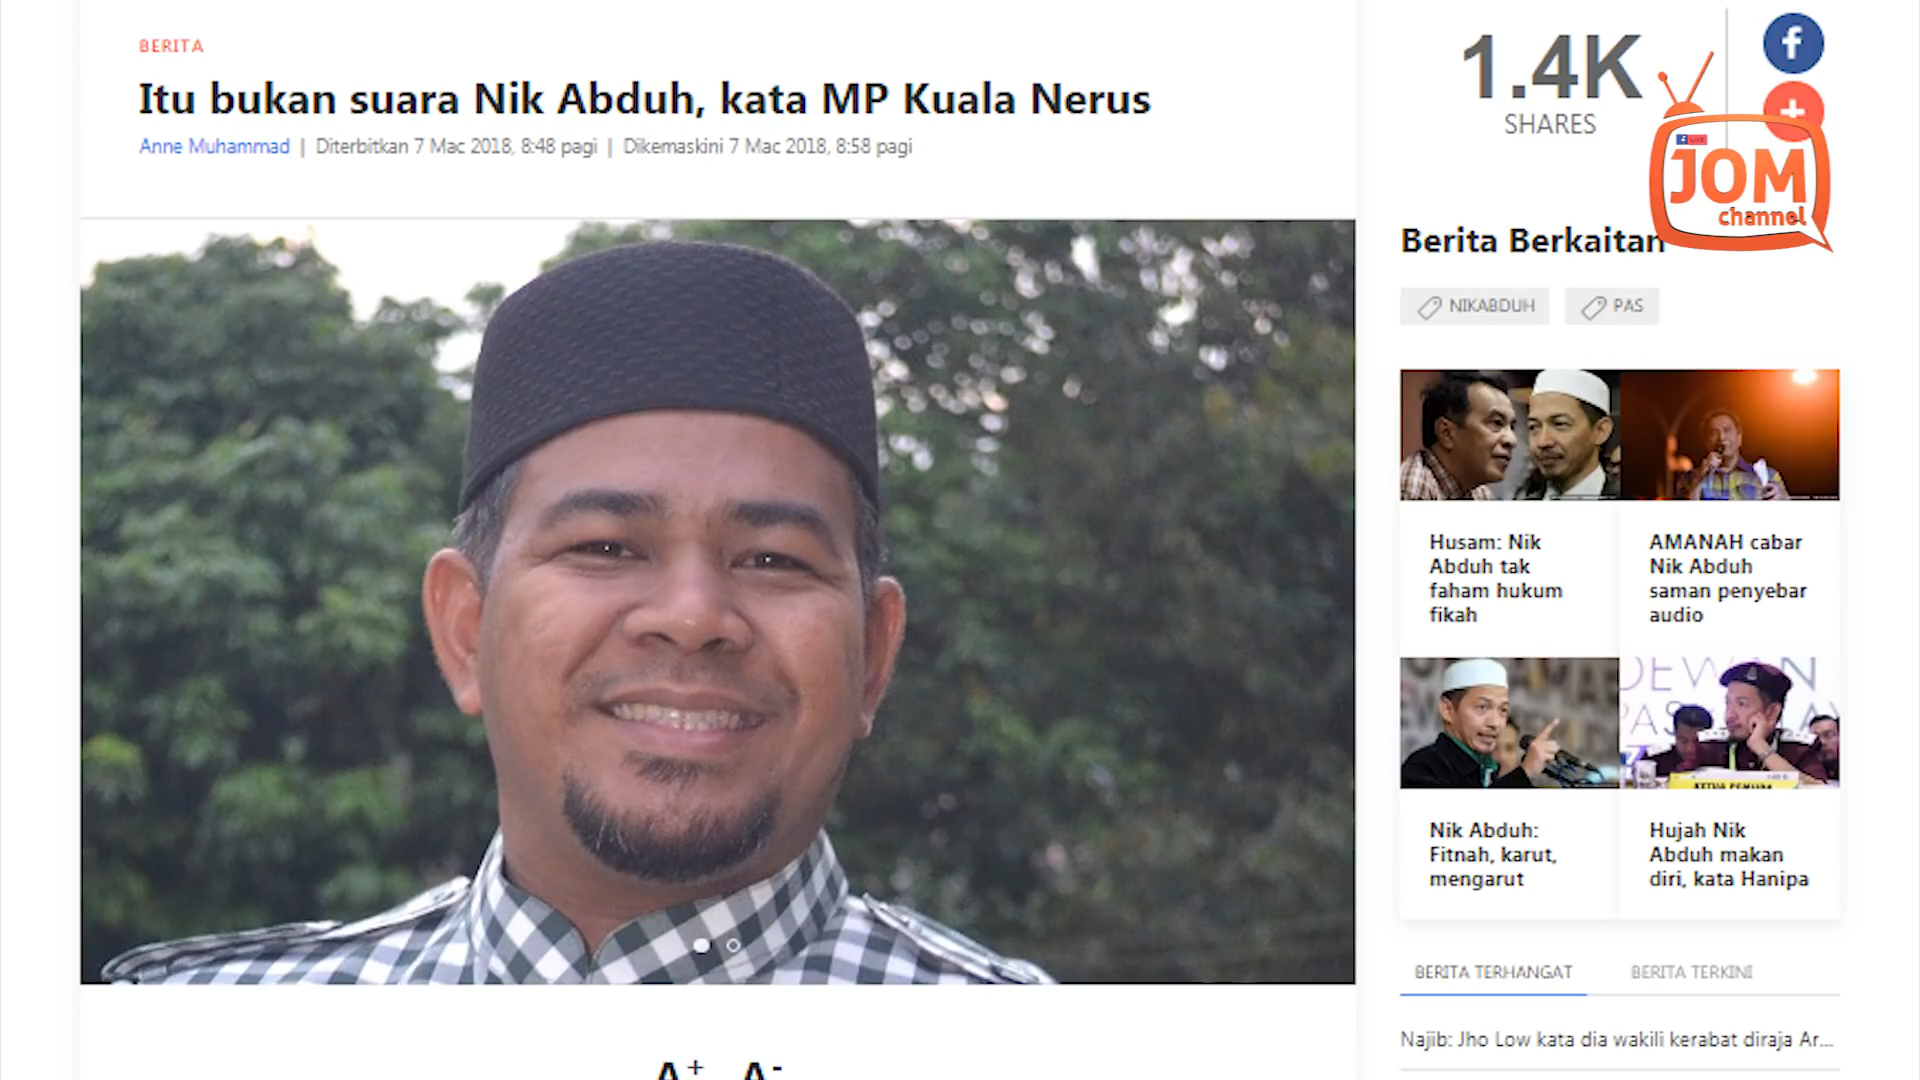 BERITA
Itu bukan suara Nik Abduh, kata MP Kuala Nerus
Anne Muhammad | Diterbitkan 7 Mac 2018, 8:48 pagi | Dikemaskini 7 Mac 2018, 8:58 pagi
A+ A-
1.4K
SHARES
f
+
LIVE
JOM
channel
Berita Berkaitan
NIKABDUH
PAS
Husam: Nik
Abduh tak
faham hukum
fikah
AMANAH cabar
Nik Abduh
saman penyebar
audio
DEWAN
PAS
Nik Abduh:
Fitnah, karut,
mengarut
Hujah Nik
Abduh makan
diri, kata Hanipa
BERITA TERHANGAT
BERITA TERKINI
Najib: Jho Low kata dia wakili kerabat diraja Ar...